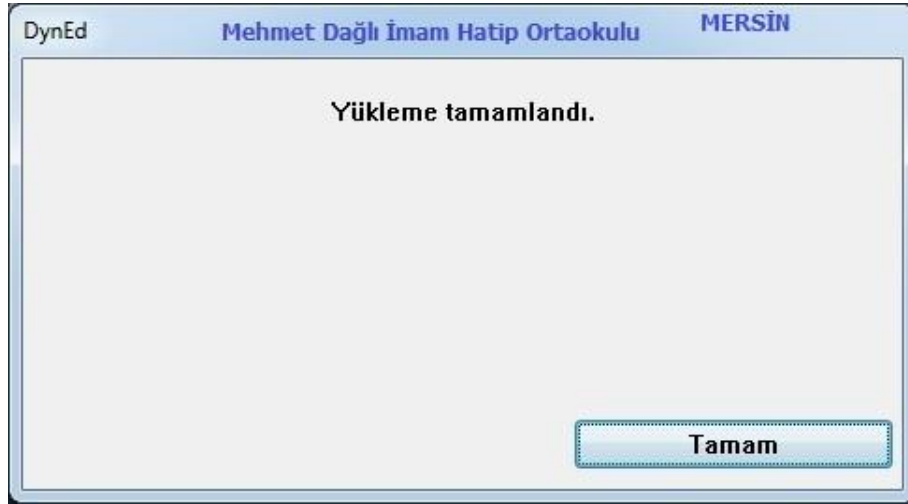 DynEd Mehmet Dağlı İmam Hatip Ortaokulu MERSİN
Yükleme tamamlandı.
Tamam